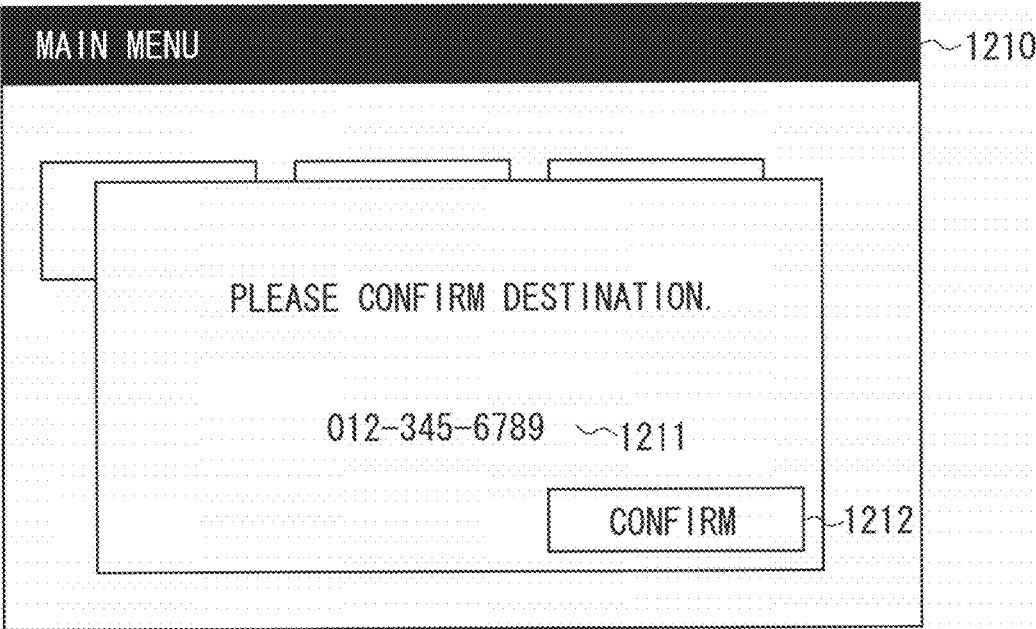 MAIN MENU
1210
PLEASE CONFIRM DESTINATION.
012-345-6789
1211
CONFIRM
1212